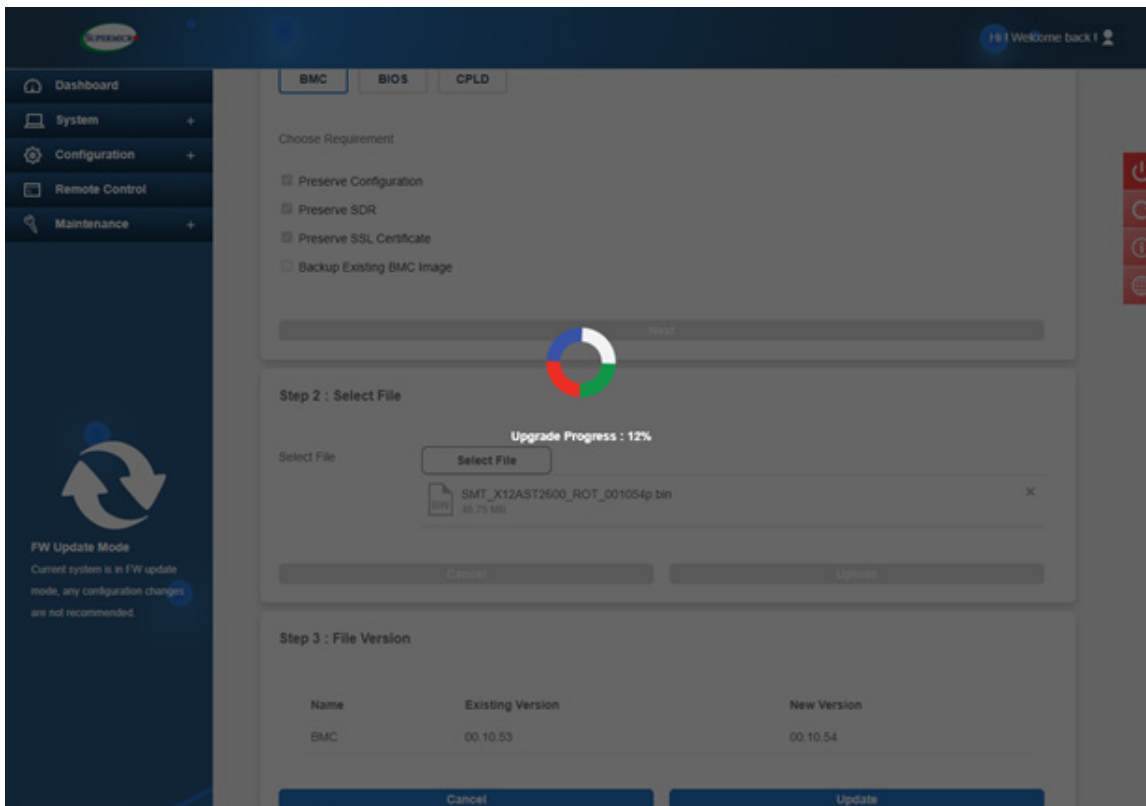 SUPERMICR
Hi ! Welcome back !
Dashboard
System +
Configuration +
Remote Control
Maintenance +
FW Update Mode
Current system is in FW update
mode, any configuration changes
are not recommended.
BMC BIOS CPLD
Choose Requirement
Preserve Configuration
Preserve SDR
Preserve SSL Certificate
Backup Existing BMC Image
Next
Step 2 : Select File
Upgrade Progress : 12%
Select File Select File
BIN SMT_X12AST2600_ROT_001054p.bin
46.75 MB
Cancel Upload
Step 3 : File Version
Name Existing Version New Version
BMC 00.10.53 00.10.54
Cancel Update